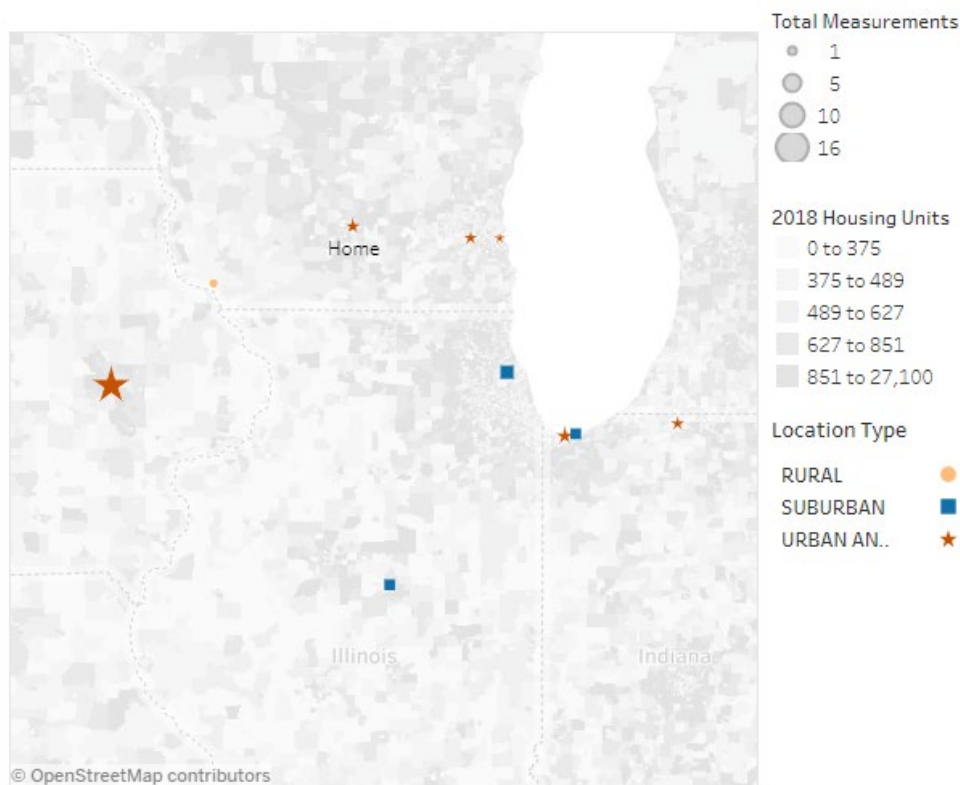 Total Measurements
1
5
10
16
2018 Housing Units
0 to 375
375 to 489
489 to 627
627 to 851
851 to 27,100
Location Type
RURAL
SUBURBAN
URBAN AN..
Home
Illinois
Indiana
© OpenStreetMap contributors